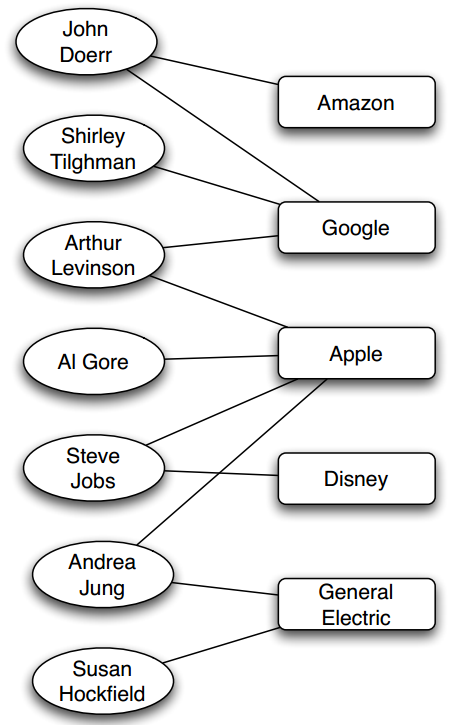 John
Doerr
Amazon
Shirley
Tilghman
Google
Arthur
Levinson
Apple
Al Gore
Steve
Jobs
Disney
Andrea
Jung
General
Electric
Susan
Hockfield